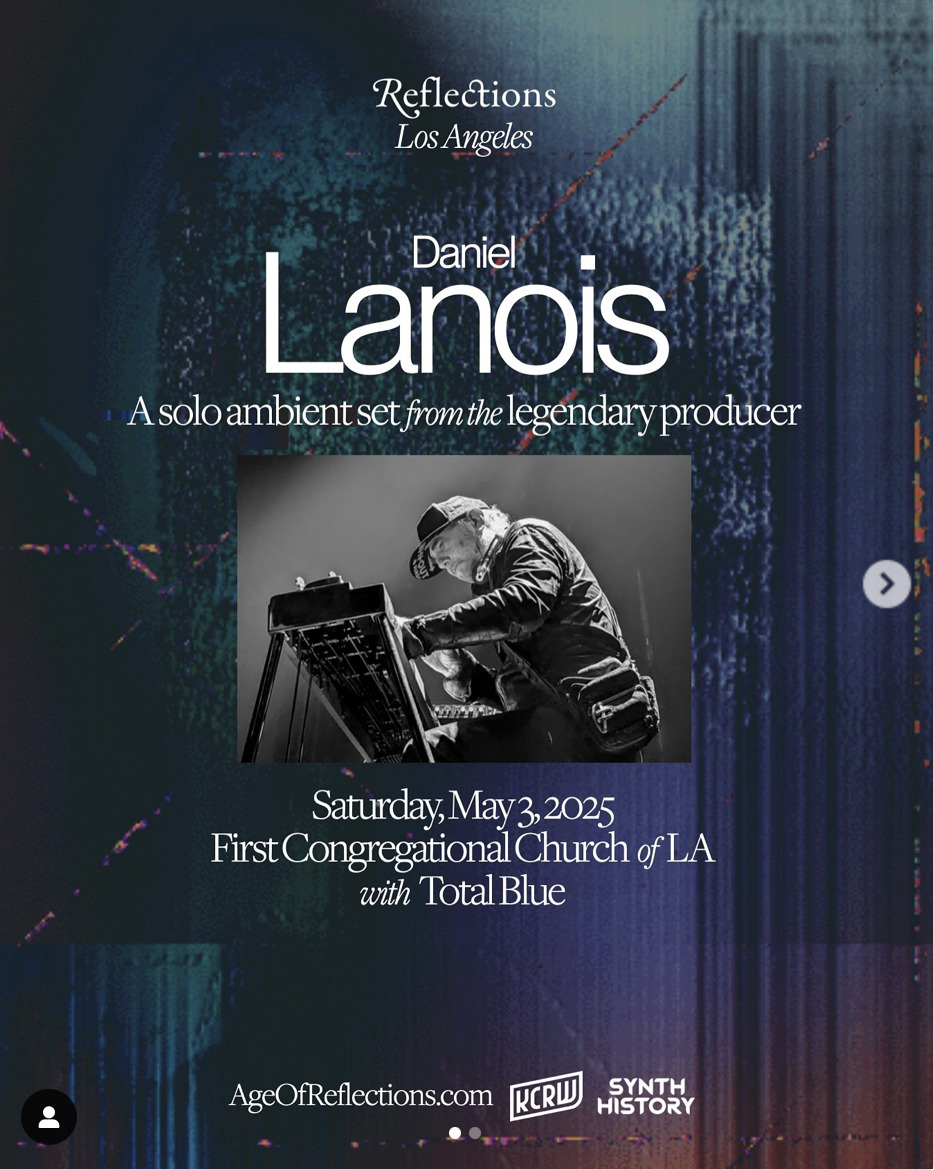 Reflections
Los Angeles
Daniel
Lanois
A solo ambient set from the legendary producer
Saturday, May 3, 2025
First Congregational Church of LA
with Total Blue
AgeOfReflections.com KCRW SYNTH HISTORY